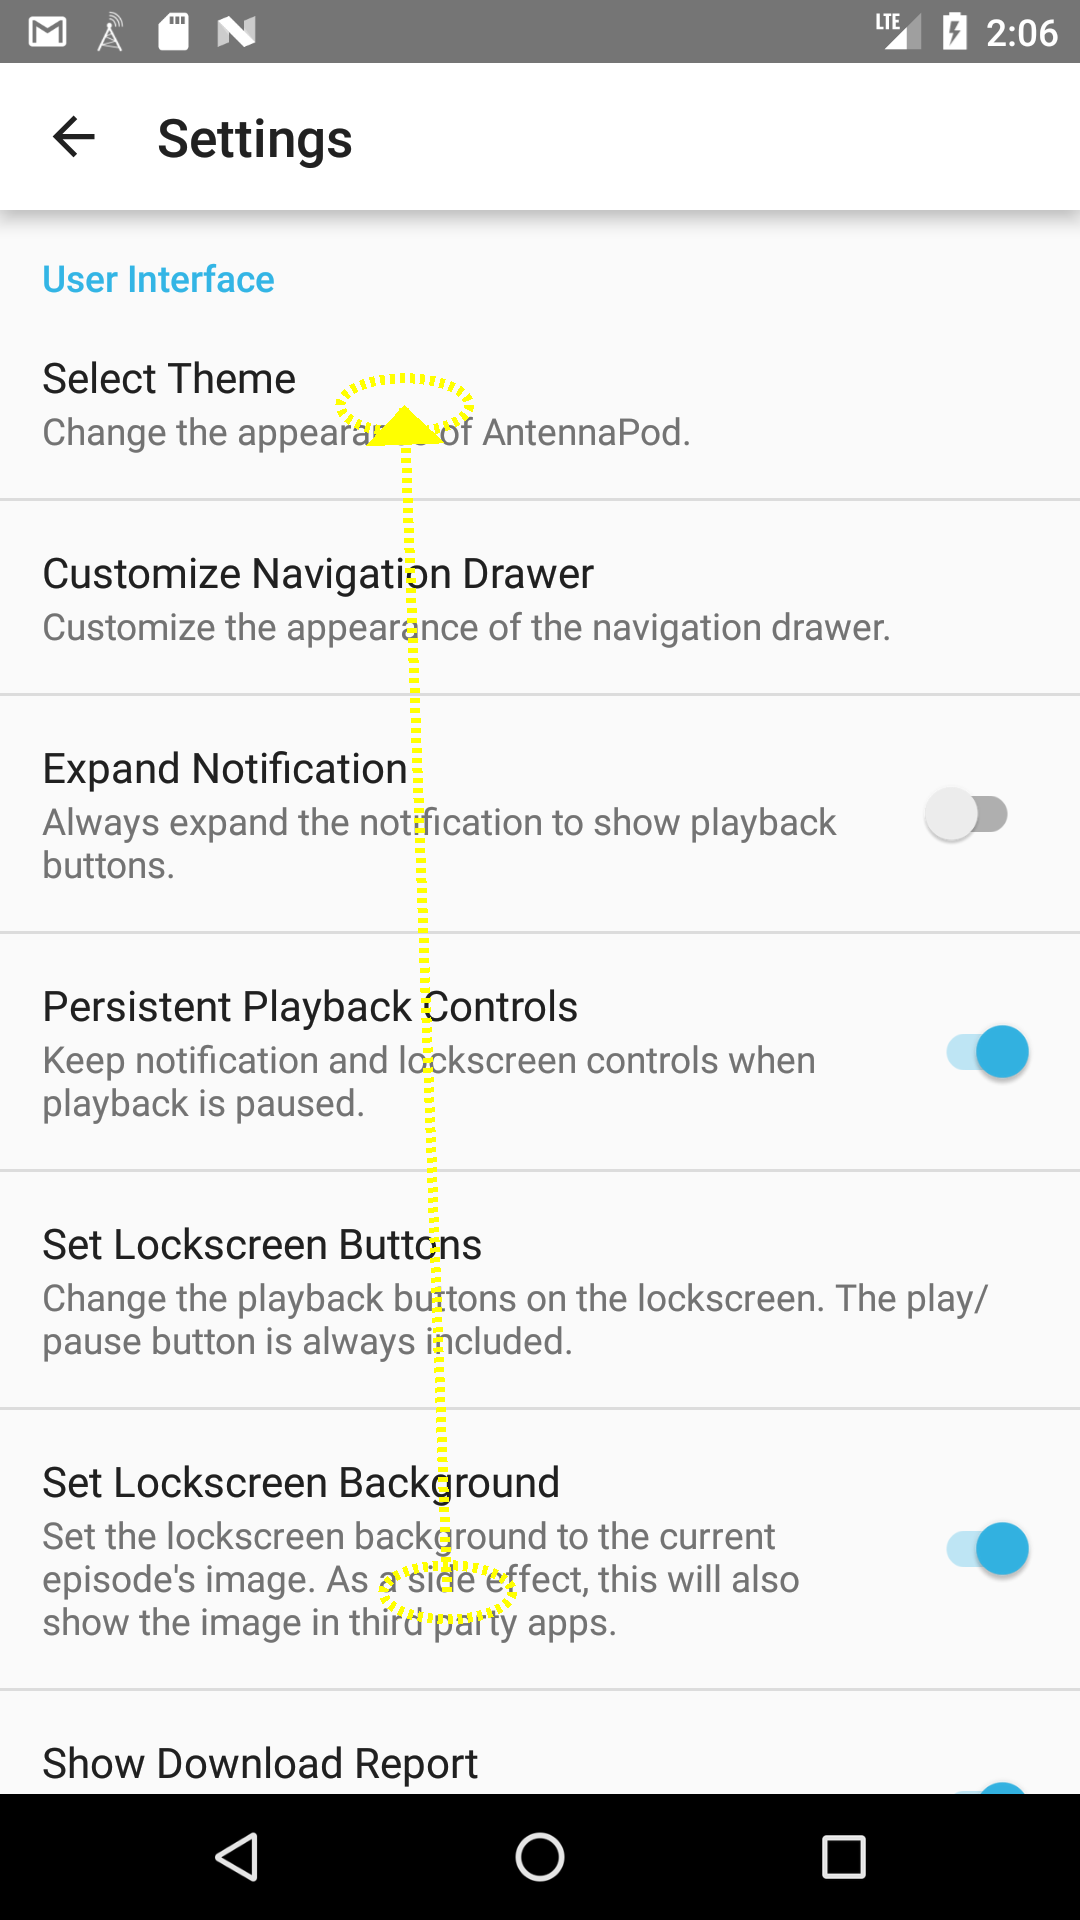 LTE 2:06
Settings
User Interface
Select Theme
Change the appearance of AntennaPod.
Customize Navigation Drawer
Customize the appearance of the navigation drawer.
Expand Notification
Always expand the notification to show playback
buttons.
Persistent Playback Controls
Keep notification and lockscreen controls when
playback is paused.
Set Lockscreen Buttons
Change the playback buttons on the lockscreen. The play/
pause button is always included.
Set Lockscreen Background
Set the lockscreen background to the current
episode's image. As a side effect, this will also
show the image in third party apps.
Show Download Report